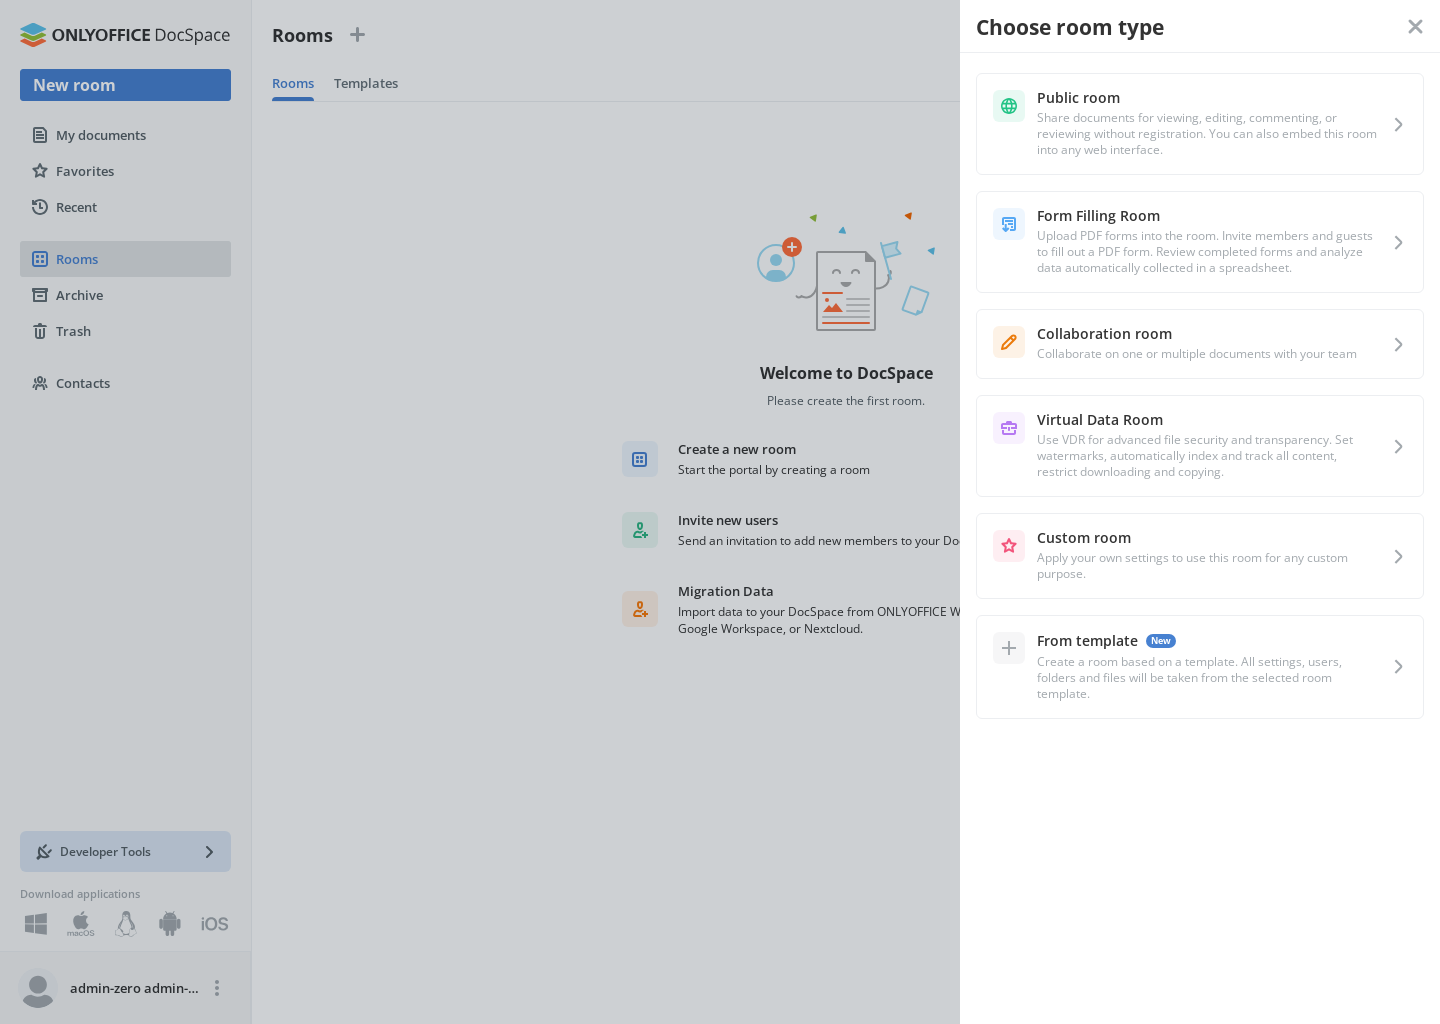 ONLYOFFICE DocSpace
New room
My documents
Favorites
Recent
Rooms
Archive
Trash
Contacts
Developer Tools
Download applications
macOS
iOS
admin-zero admin-...
Rooms
Rooms
Templates
Welcome to DocSpace
Please create the first room.
Create a new room
Start the portal by creating a room
Invite new users
Send an invitation to add new members to your Do
Migration Data
Import data to your DocSpace from ONLYOFFICE W
Google Workspace, or Nextcloud.
Choose room type
Public room
Share documents for viewing, editing, commenting, or
reviewing without registration. You can also embed this room
into any web interface.
Form Filling Room
Upload PDF forms into the room. Invite members and guests
to fill out a PDF form. Review completed forms and analyze
data automatically collected in a spreadsheet.
Collaboration room
Collaborate on one or multiple documents with your team
Virtual Data Room
Use VDR for advanced file security and transparency. Set
watermarks, automatically index and track all content,
restrict downloading and copying.
Custom room
Apply your own settings to use this room for any custom
purpose.
From template New
Create a room based on a template. All settings, users,
folders and files will be taken from the selected room
template.